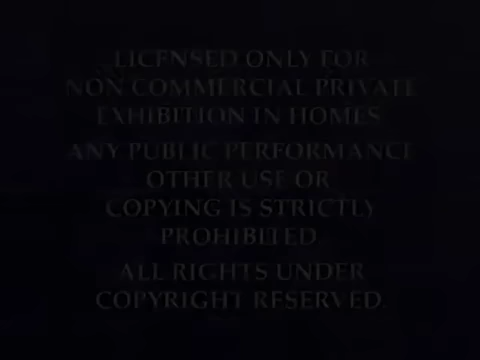 LICENSED ONLY FOR
NON COMMERCIAL PRIVATE
EXHIBITION IN HOMES
ANY PUBLIC PERFORMANCE
OTHER USE OR
COPYING IS STRICTLY
PROHIBITED
ALL RIGHTS UNDER
COPYRIGHT RESERVED.